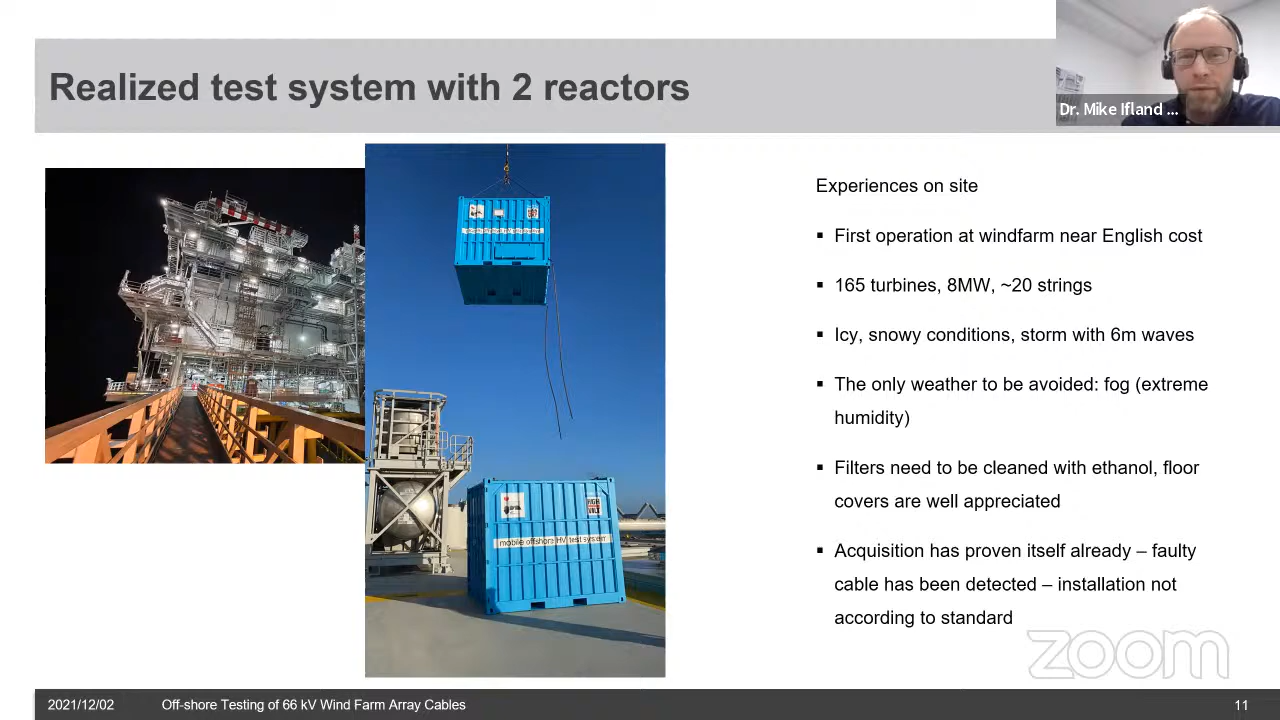 Realized test system with 2 reactors
Dr. Mike Ifland ...
Experiences on site
▪ First operation at windfarm near English cost
▪ 165 turbines, 8MW, ~20 strings
▪ Icy, snowy conditions, storm with 6m waves
▪ The only weather to be avoided: fog (extreme
humidity)
▪ Filters need to be cleaned with ethanol, floor
covers are well appreciated
▪ Acquisition has proven itself already – faulty
cable has been detected – installation not
according to standard
mobile offshore HV test system
zoom
2021/12/02
Off-shore Testing of 66 kV Wind Farm Array Cables
11